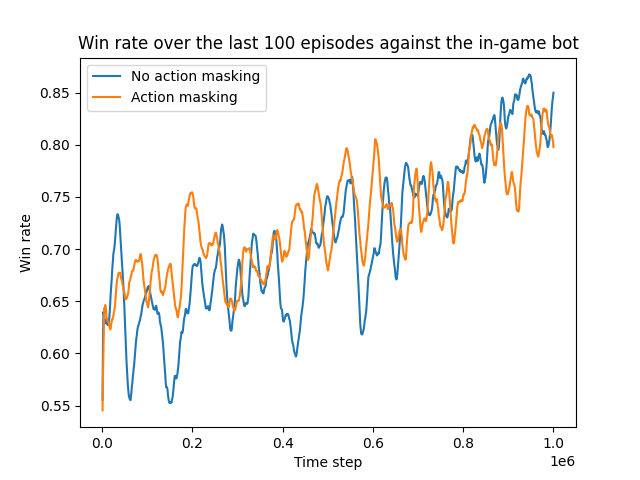 Win rate over the last 100 episodes against the in-game bot
No action masking
Action masking
0.85
0.80
0.75
0.70
0.65
0.60
0.55
Win rate
0.0 0.2 0.4 0.6 0.8 1.0
1e6
Time step